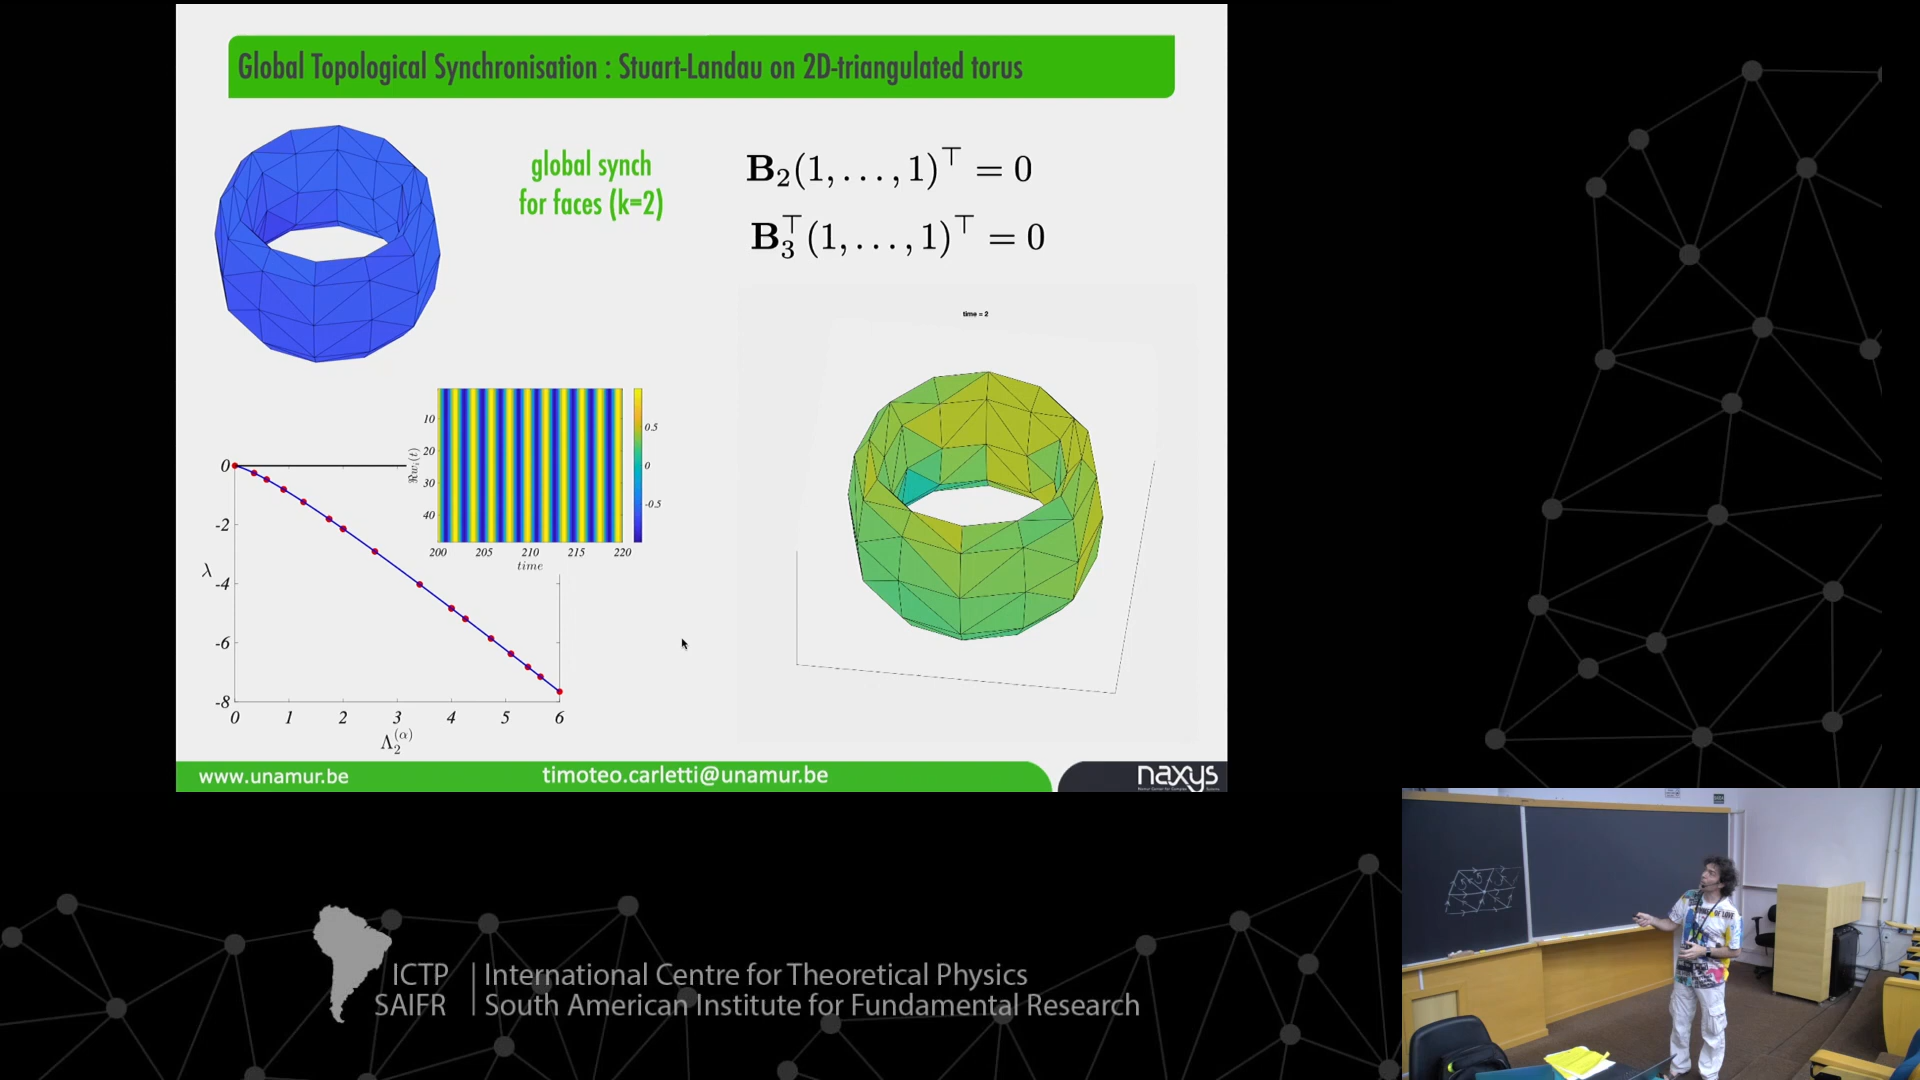 Global Topological Synchronisation : Stuart-Landau on 2D-triangulated torus
global synch
for faces (k=2)
B₂(1, . . . , 1)^⊤ = 0
B₃^⊤(1, . . . , 1)^⊤ = 0
time = 2
10
20
30
40
ℜwᵢ(t)
200 205 210 215 220
time
0.5
0
-0.5
0
-2
-4
-6
-8
λ
0 1 2 3 4 5 6
Λ₂^(α)
www.unamur.be
timoteo.carletti@unamur.be
naxys
ICTP | International Centre for Theoretical Physics
SAIFR | South American Institute for Fundamental Research